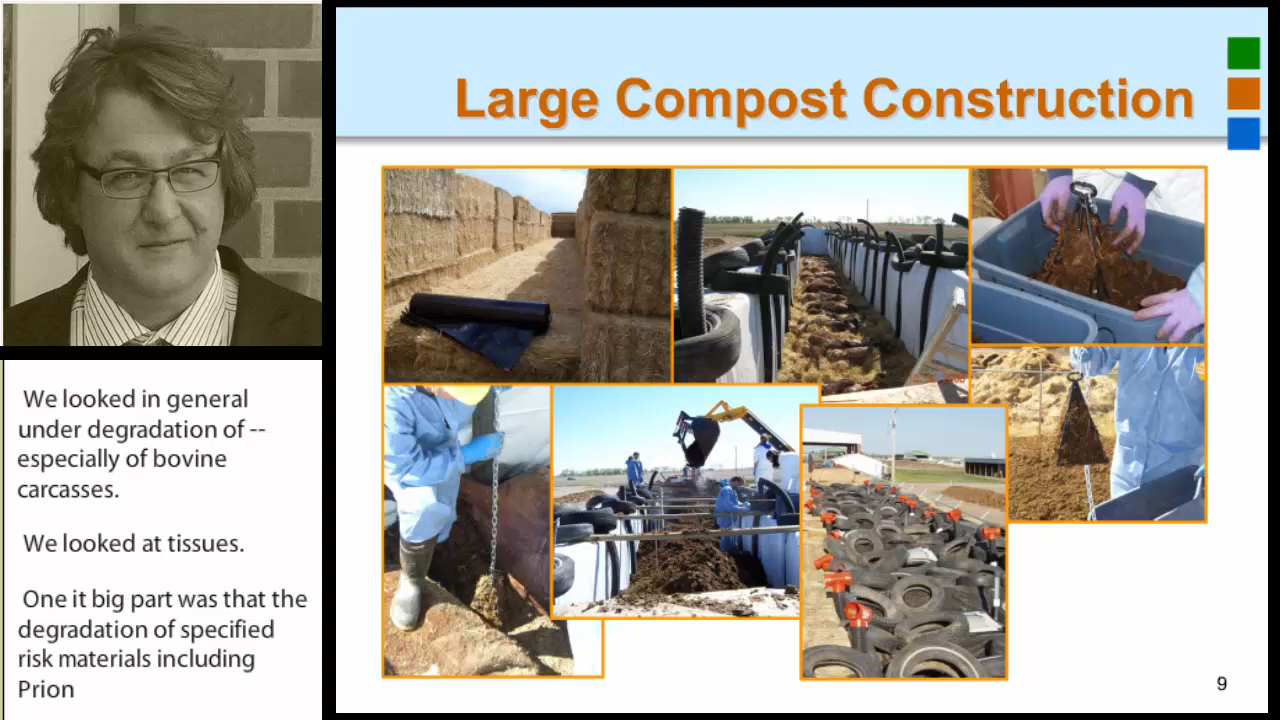 Large Compost Construction
We looked in general
under degradation of --
especially of bovine
carcasses.
We looked at tissues.
One it big part was that the
degradation of specified
risk materials including
Prion
9